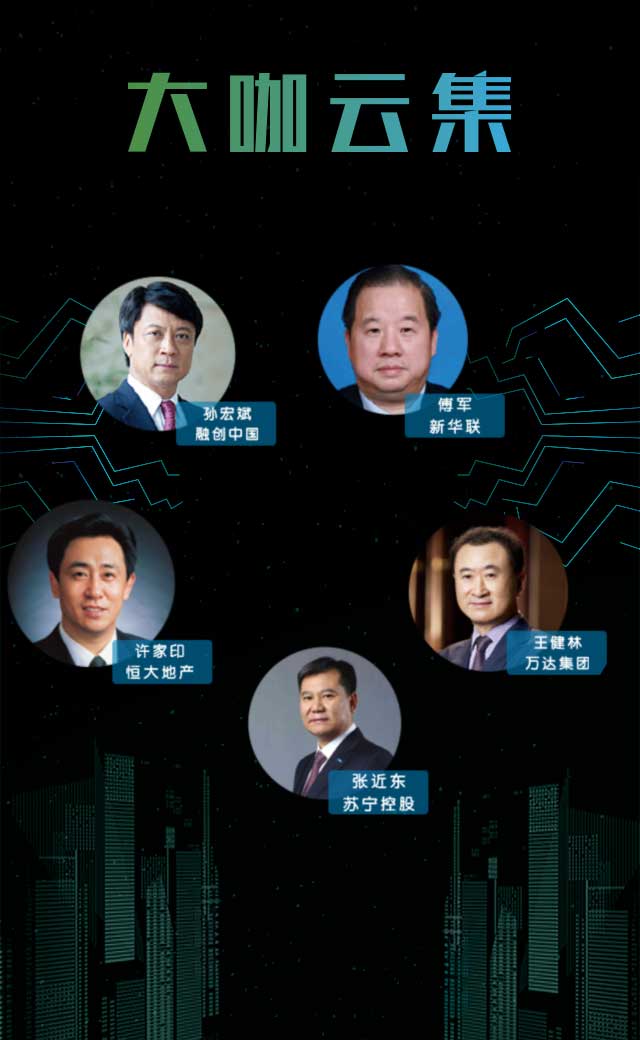 大咖云集
孙宏斌
融创中国
傅军
新华联
许家印
恒大地产
王健林
万达集团
张近东
苏宁控股